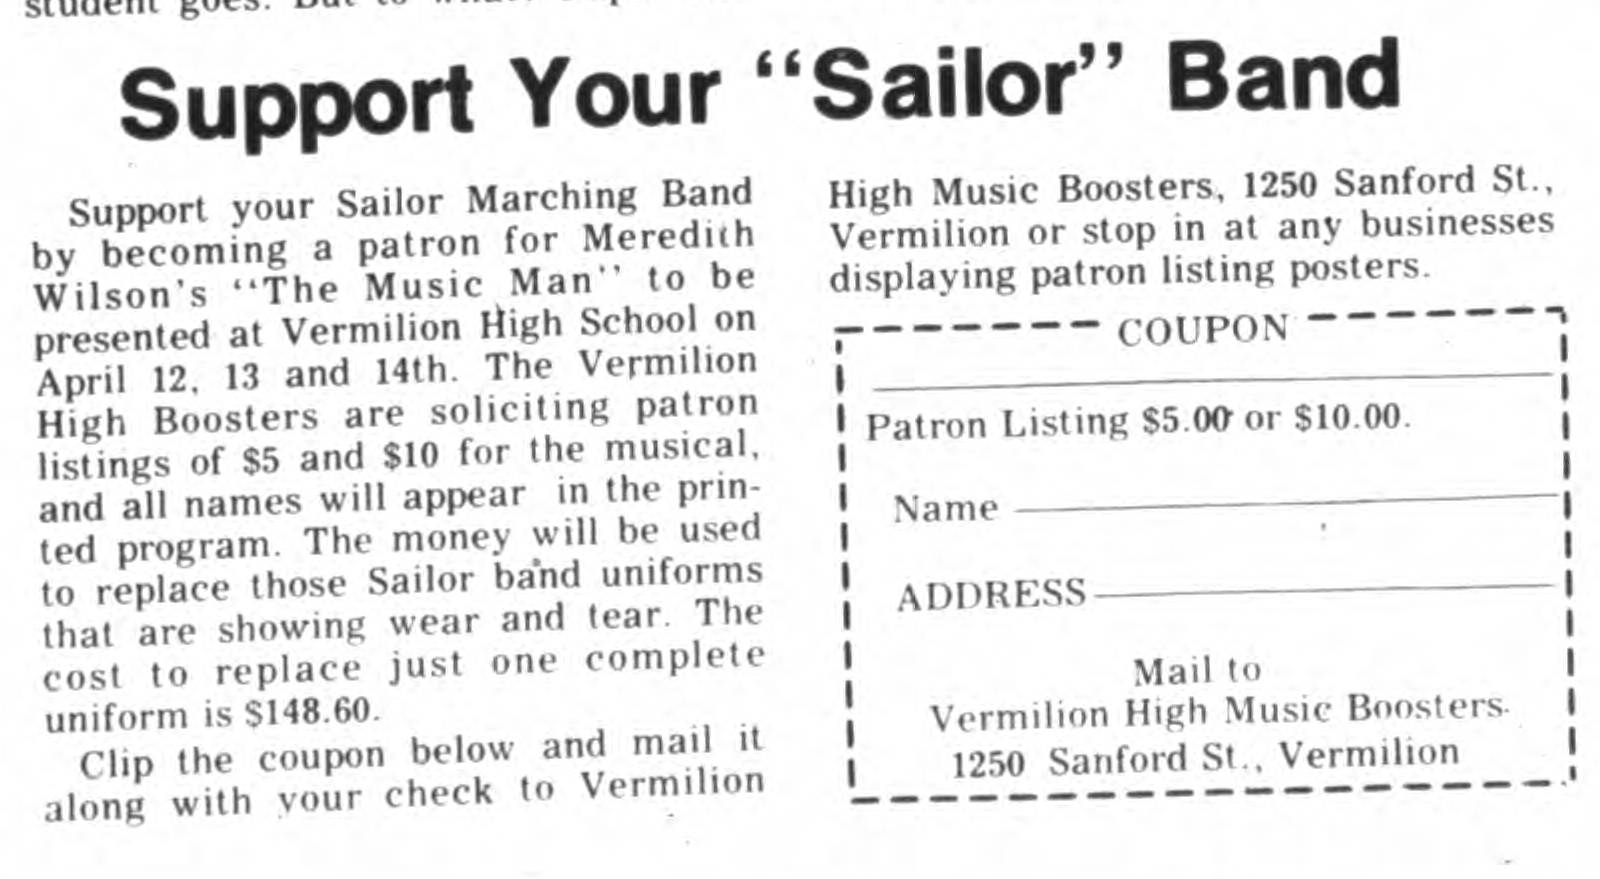 student goes. But to
Support Your "Sailor" Band
Support your Sailor Marching Band
by becoming a patron for Meredith
Wilson's "The Music Man" to be
presented at Vermilion High School on
April 12, 13 and 14th. The Vermilion
High Boosters are soliciting patron
listings of $5 and $10 for the musical,
and all names will appear in the prin-
ted program. The money will be used
to replace those Sailor band uniforms
that are showing wear and tear. The
cost to replace just one complete
uniform is $148.60.
Clip the coupon below and mail it
along with your check to Vermilion
High Music Boosters, 1250 Sanford St.,
Vermilion or stop in at any businesses
displaying patron listing posters.
COUPON
Patron Listing $5.00 or $10.00.
Name
ADDRESS
Mail to
Vermilion High Music Boosters
1250 Sanford St., Vermilion